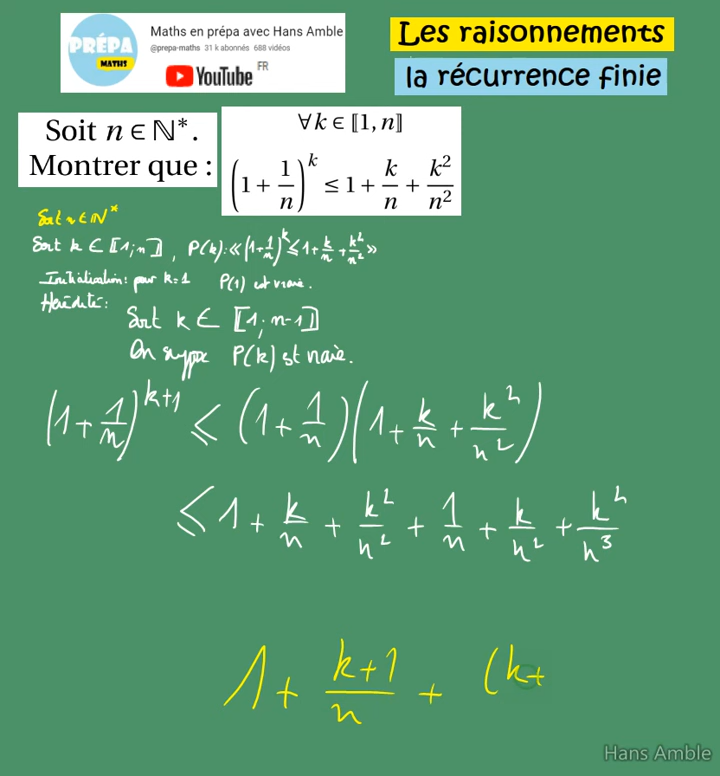 Maths en prépa avec Hans Amble
@prepa-maths 31 k abonnés 688 vidéos
PRÉPA
MATHS
YouTube FR
Les raisonnements
la récurrence finie
Soit n ∈ ℕ*.
Montrer que :
∀k ∈ ⟦1, n⟧
(1 + 1/n)^k ≤ 1 + k/n + k²/n²
Soit n ∈ ℕ*
Soit k ∈ ⟦1; n⟧, P(k): « (1+1/n)^k ≤ 1 + k/n + k²/n² »
Initialisation: pour k=1 P(1) est vraie.
Hérédité:
Soit k ∈ ⟦1; n-1⟧
On suppose P(k) est vraie.
(1+1/n)^(k+1) ≤ (1+1/n)(1 + k/n + k²/n²)
≤ 1 + k/n + k²/n² + 1/n + k/n² + k²/n³
1 + (k+1)/n + (k+
Hans Amble